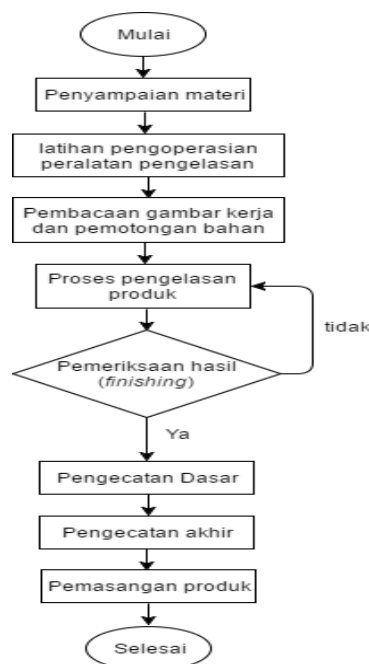 Mulai
Penyampaian materi
latihan pengoperasian
peralatan pengelasan
Pembacaan gambar kerja
dan pemotongan bahan
Proses pengelasan
produk
tidak
Pemeriksaan hasil
(finishing)
Ya
Pengecatan Dasar
Pengecatan akhir
Pemasangan produk
Selesai